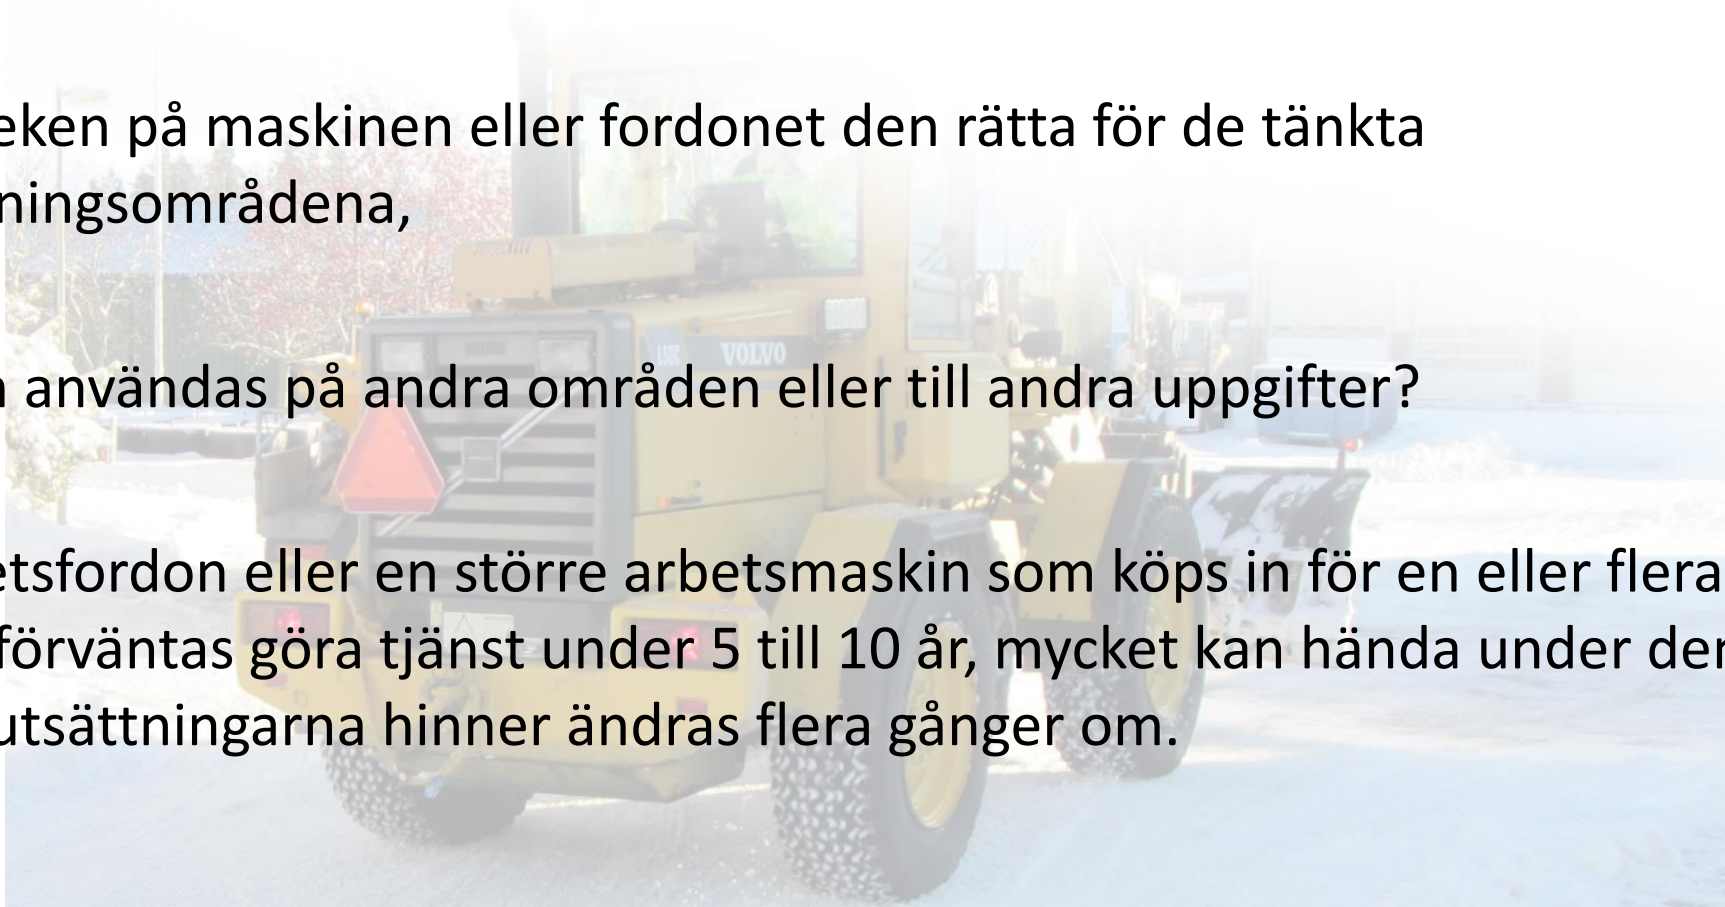 eken på maskinen eller fordonet den rätta för de tänkta
ningsområdena,
L50C VOLVO
användas på andra områden eller till andra uppgifter?
etsfordon eller en större arbetsmaskin som köps in för en eller flera
förväntas göra tjänst under 5 till 10 år, mycket kan hända under den
utsättningarna hinner ändras flera gånger om.